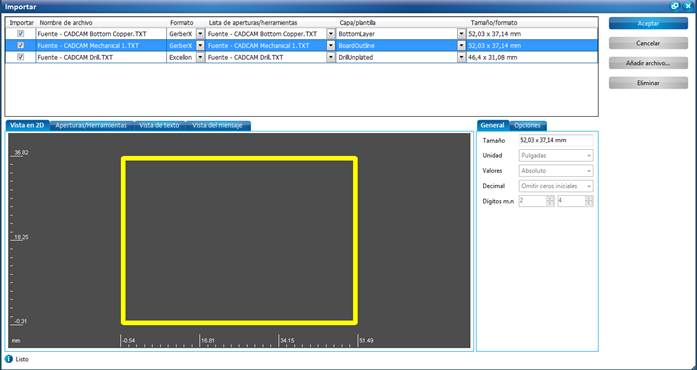 Importar
Importar Nombre de archivo Formato Lista de aperturas/herramientas Capa/plantilla Tamaño/formato
Fuente - CADCAM Bottom Copper.TXT GerberX Fuente - CADCAM Bottom Copper.TXT BottomLayer 52,03 x 37,14 mm
Fuente - CADCAM Mechanical 1.TXT GerberX Fuente - CADCAM Mechanical 1.TXT BoardOutline 52,03 x 37,14 mm
Fuente - CADCAM Drill.TXT Excellon Fuente - CADCAM Drill.TXT DrillUnplated 46,4 x 31,08 mm
Aceptar
Cancelar
Añadir archivo...
Eliminar
Vista en 2D Aperturas/Herramientas Vista de texto Vista del mensaje
36.82
18.25
-0.31
mm -0.54 16.81 34.15 51.49
General Opciones
Tamaño 52,03 x 37,14 mm
Unidad Pulgadas
Valores Absoluto
Decimal Omitir ceros iniciales
Dígitos m.n 2 4
Listo